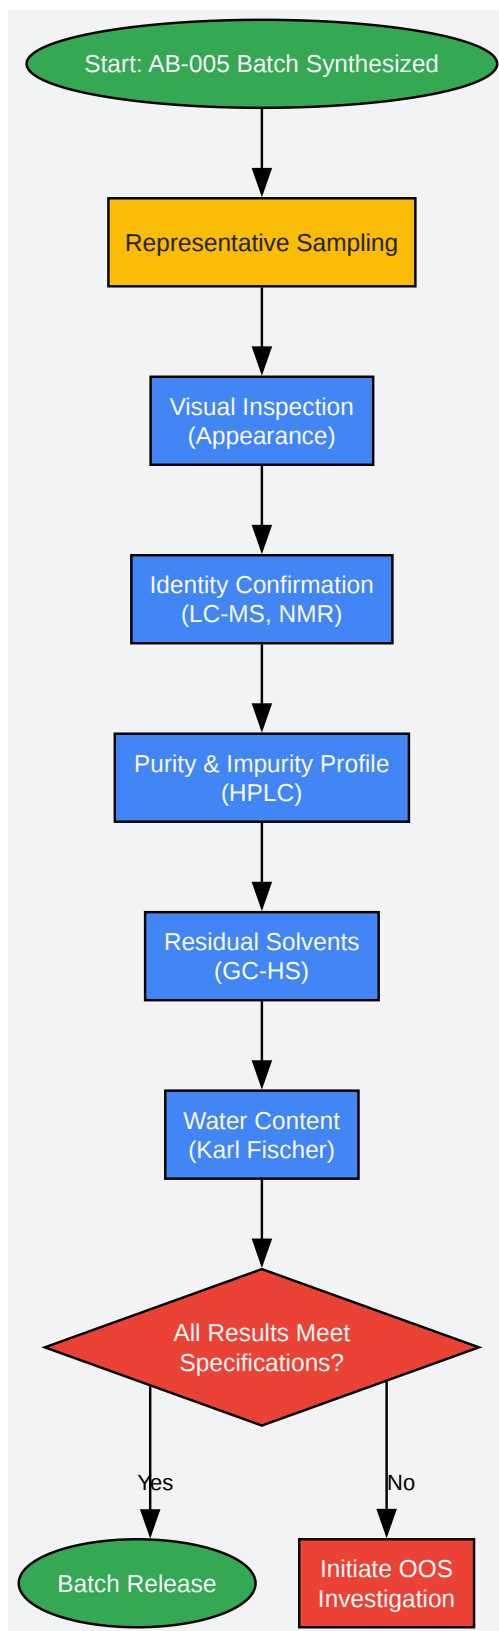 Start: AB-005 Batch Synthesized
Representative Sampling
Visual Inspection
(Appearance)
Identity Confirmation
(LC-MS, NMR)
Purity & Impurity Profile
(HPLC)
Residual Solvents
(GC-HS)
Water Content
(Karl Fischer)
All Results Meet
Specifications?
Yes
No
Batch Release
Initiate OOS
Investigation